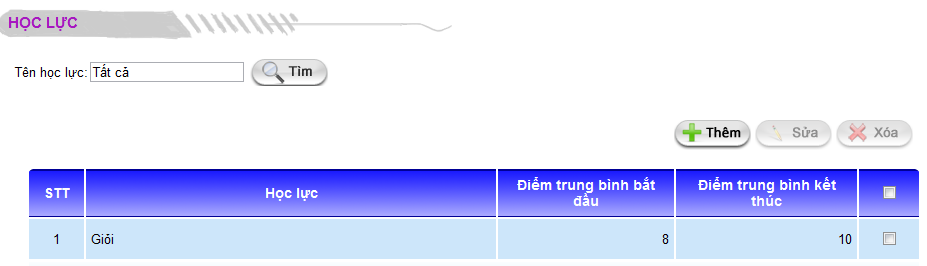 HỌC LỰC
Tên học lực: Tất cả Tìm
Thêm Sửa Xóa
STT Học lực Điểm trung bình bắt đầu Điểm trung bình kết thúc
1 Giỏi 8 10